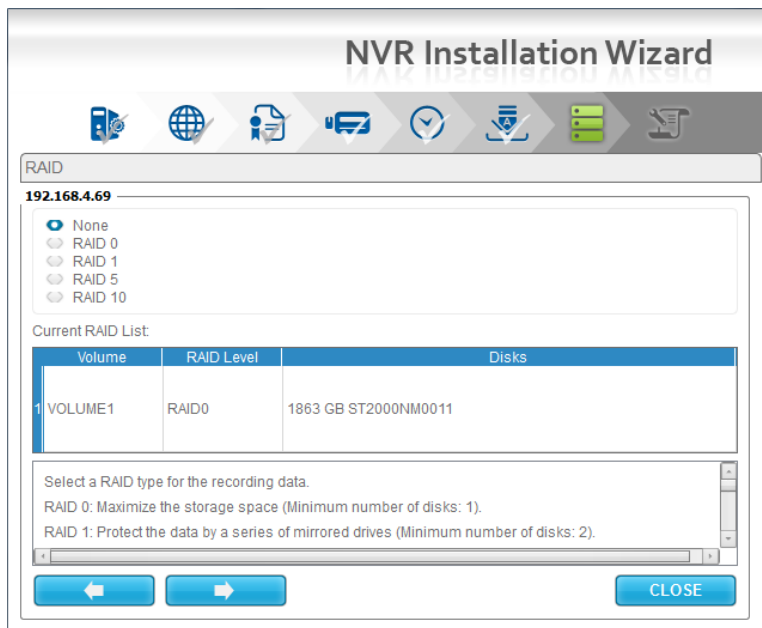 NVR Installation Wizard
RAID
192.168.4.69
None
RAID 0
RAID 1
RAID 5
RAID 10
Current RAID List:
Volume RAID Level Disks
1 VOLUME1 RAID0 1863 GB ST2000NM0011
Select a RAID type for the recording data.
RAID 0: Maximize the storage space (Minimum number of disks: 1).
RAID 1: Protect the data by a series of mirrored drives (Minimum number of disks: 2).
CLOSE